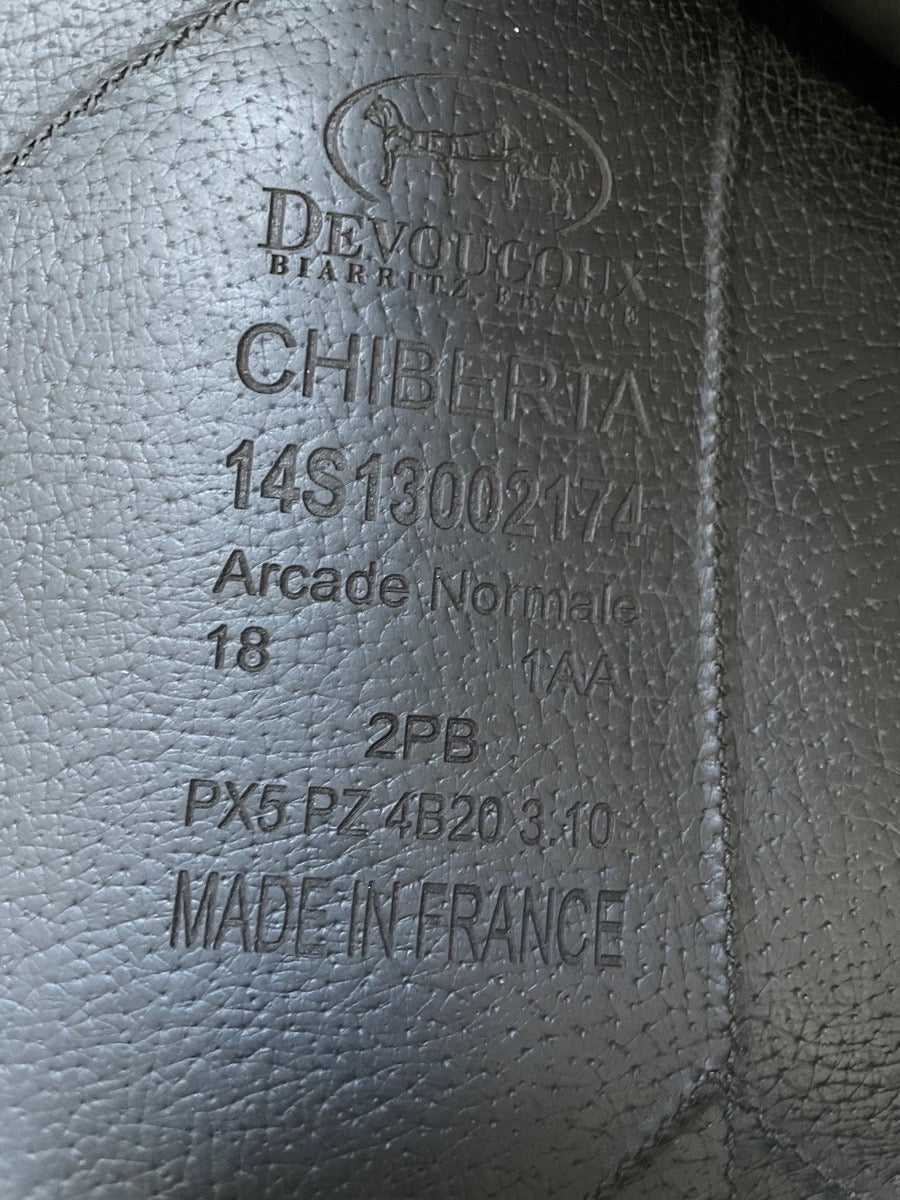 DEVOUCOUX
BIARRITZ-FRANCE
CHIBERTA
14S13002174
Arcade Normale
18 1AA
2PB
PX5 PZ 4B20 3.10
MADE IN FRANCE